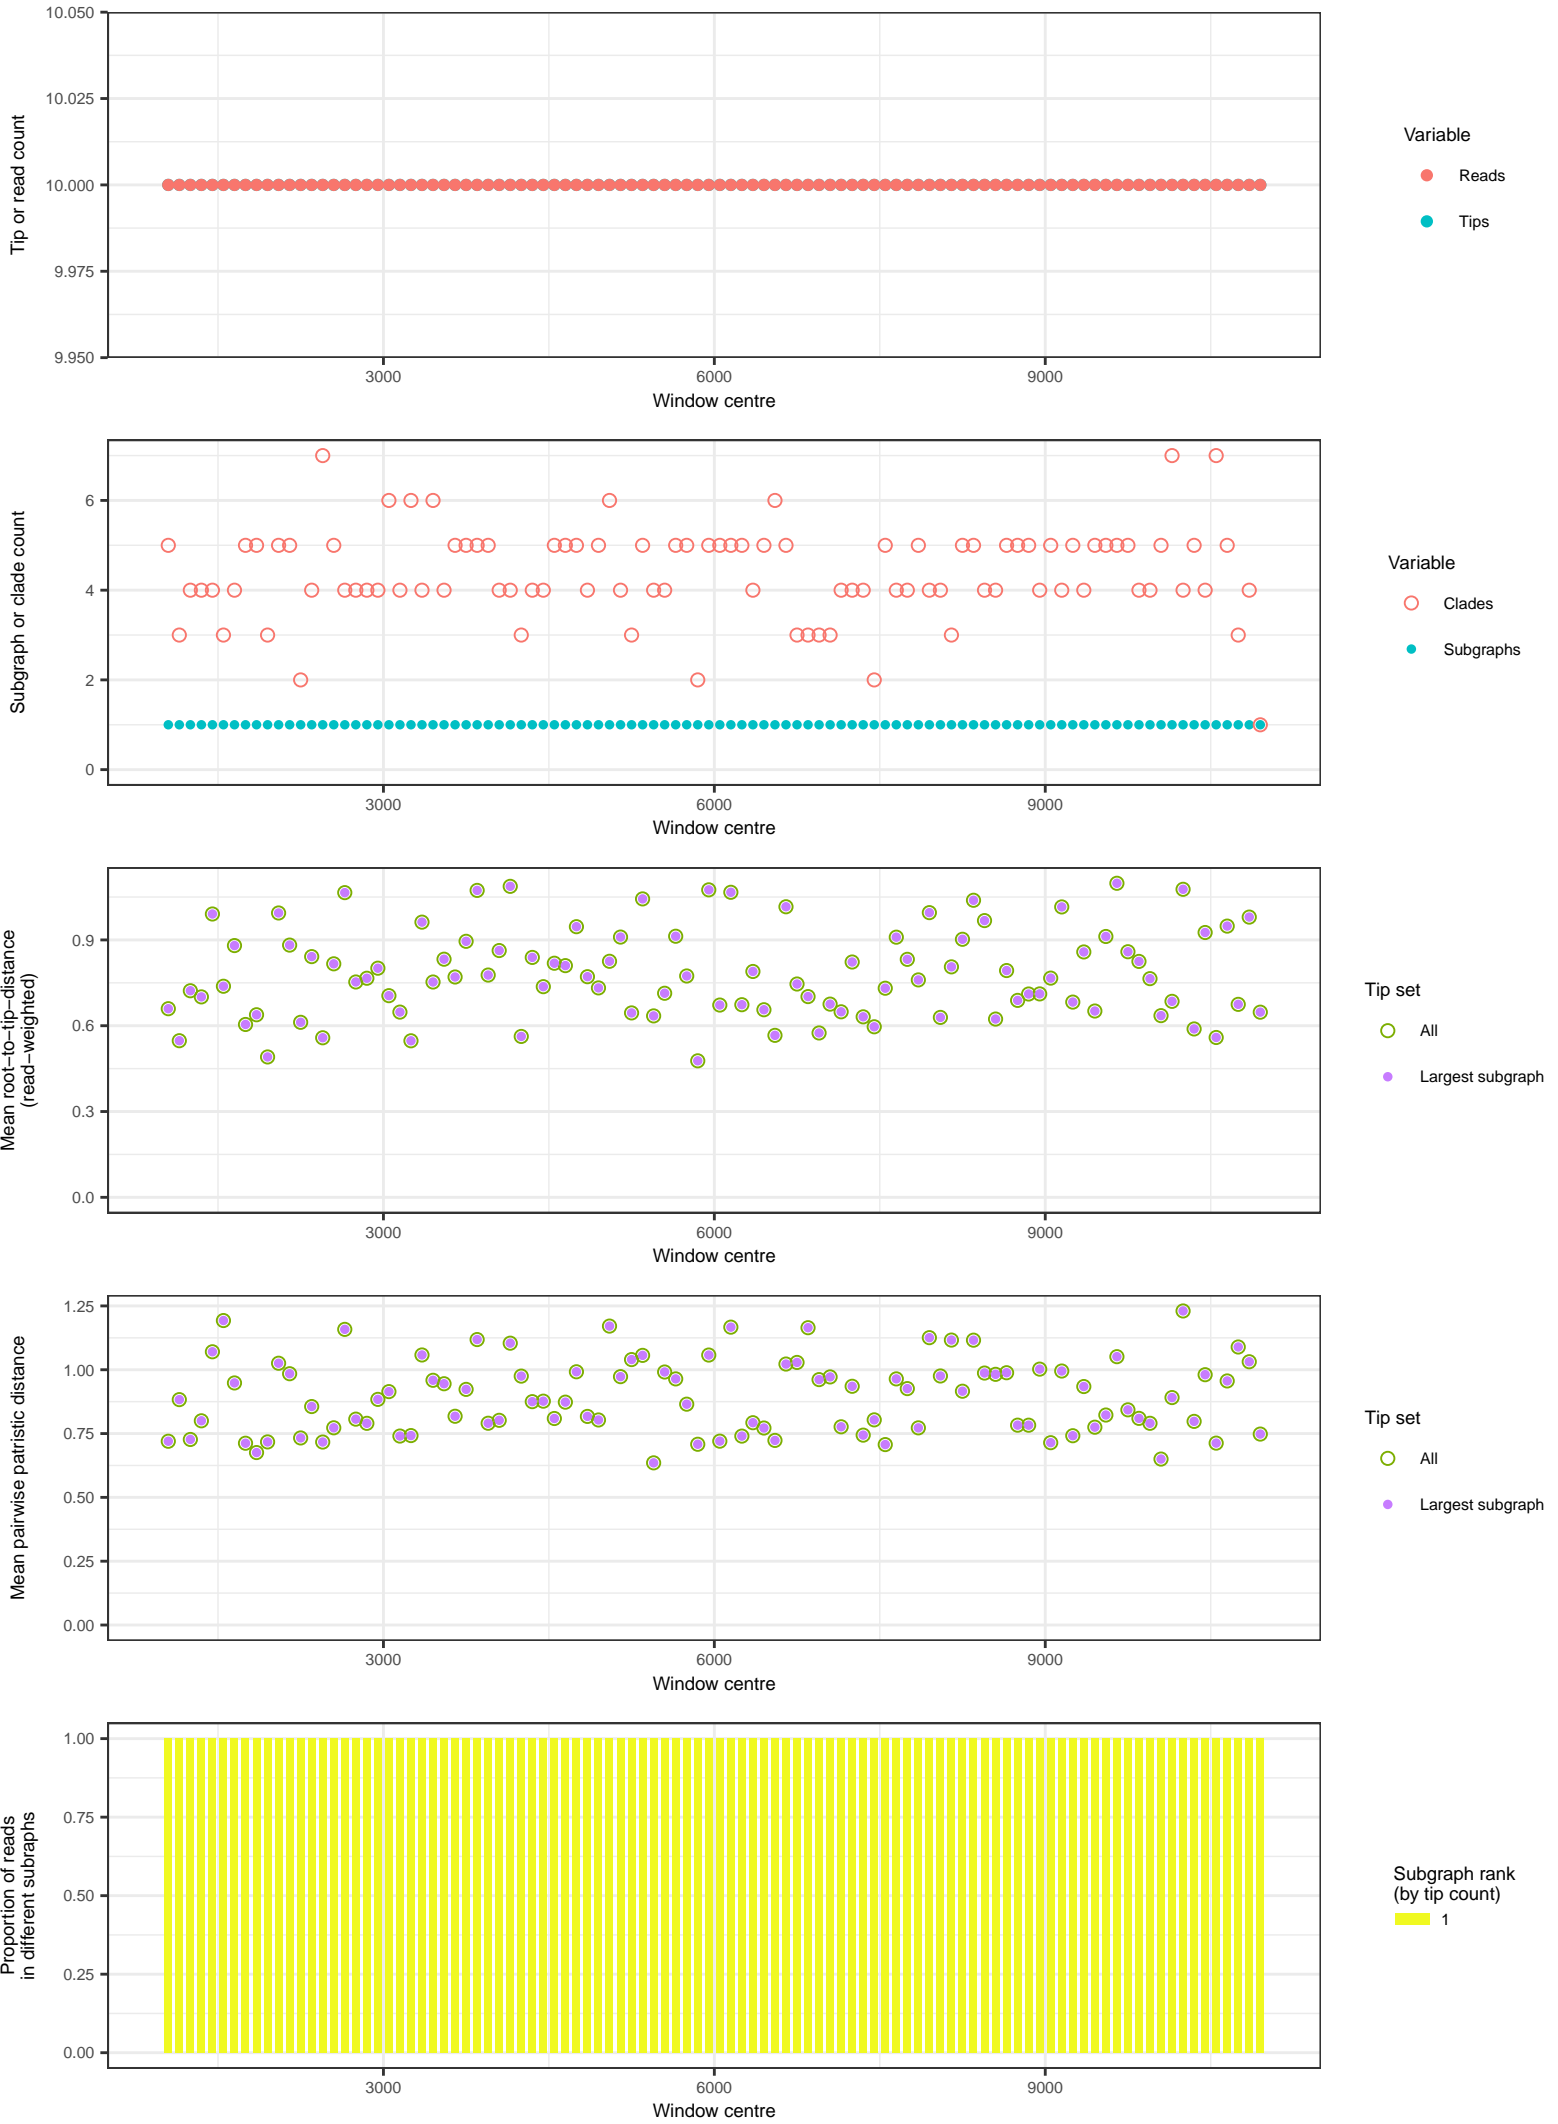 10.050
10.025
10.000
9.975
9.950
Tip or read count
3000
6000
9000
Window centre
Variable
Reads
Tips
6
4
2
0
Subgraph or clade count
3000
6000
9000
Window centre
Variable
Clades
Subgraphs
0.9
0.6
0.3
0.0
Mean root−to−tip−distance
(read−weighted)
3000
6000
9000
Window centre
Tip set
All
Largest subgraph
1.25
1.00
0.75
0.50
0.25
0.00
Mean pairwise patristic distance
3000
6000
9000
Window centre
Tip set
All
Largest subgraph
1.00
0.75
0.50
0.25
0.00
Proportion of reads
in different subraphs
3000
6000
9000
Window centre
Subgraph rank
(by tip count)
1